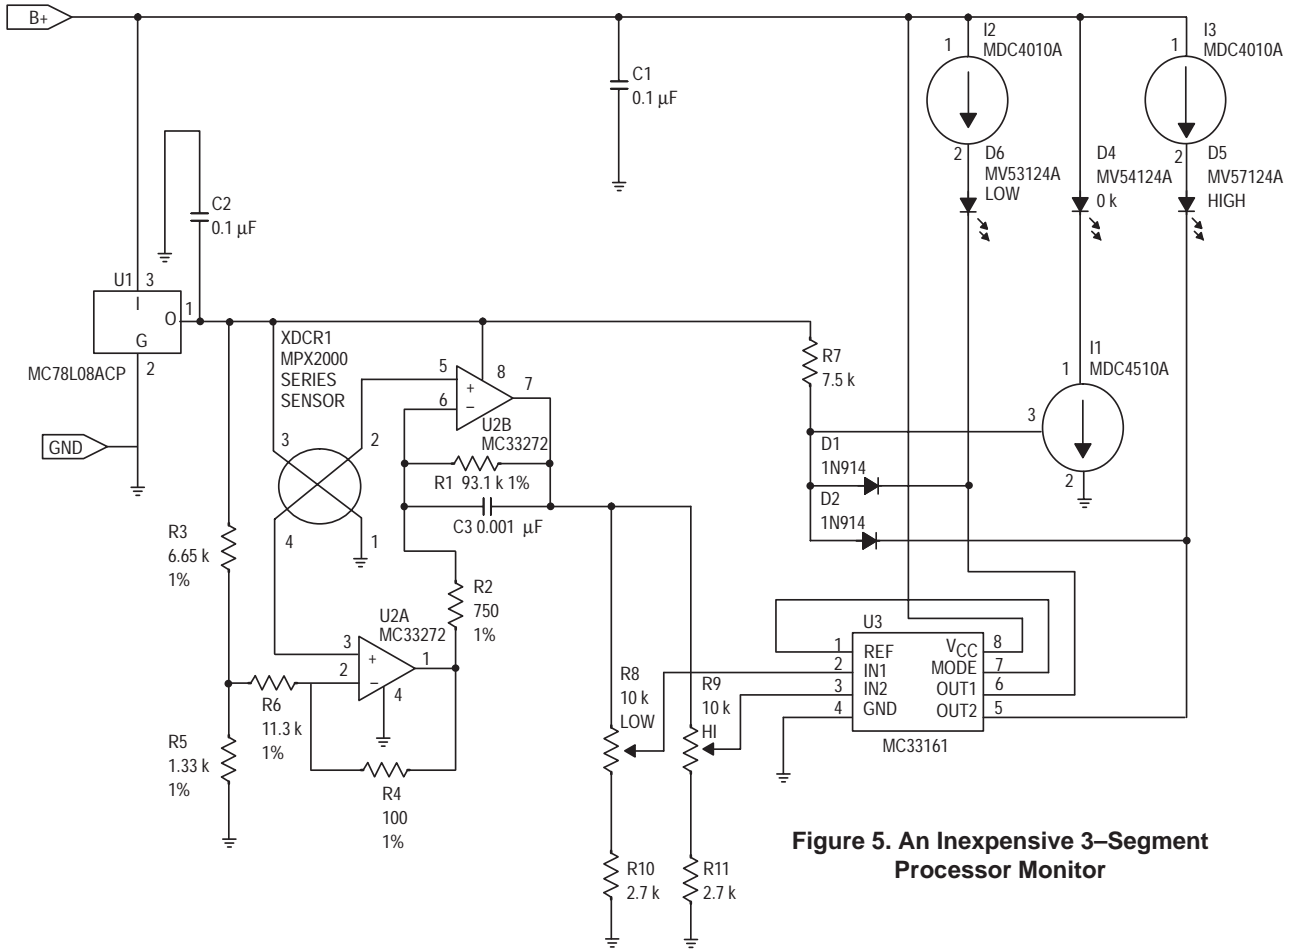 B+
I2
MDC4010A
1
2
I3
MDC4010A
1
2
C1
0.1 µF
D6
MV53124A
LOW
D4
MV54124A
0 k
D5
MV57124A
HIGH
C2
0.1 µF
U1
3
I
O
1
G
2
MC78L08ACP
GND
XDCR1
MPX2000
SERIES
SENSOR
3
2
4
1
5
6
8
7
+
–
U2B
MC33272
R1 93.1 k 1%
C3 0.001 µF
R7
7.5 k
I1
MDC4510A
1
3
2
D1
1N914
D2
1N914
R3
6.65 k
1%
R2
750
1%
U2A
MC33272
3
2
1
4
+
–
R6
11.3 k
1%
R5
1.33 k
1%
R4
100
1%
R8
10 k
LOW
R9
10 k
HI
R10
2.7 k
R11
2.7 k
U3
1 REF
2 IN1
3 IN2
4 GND
VCC 8
MODE 7
OUT1 6
OUT2 5
MC33161
Figure 5. An Inexpensive 3–Segment
Processor Monitor